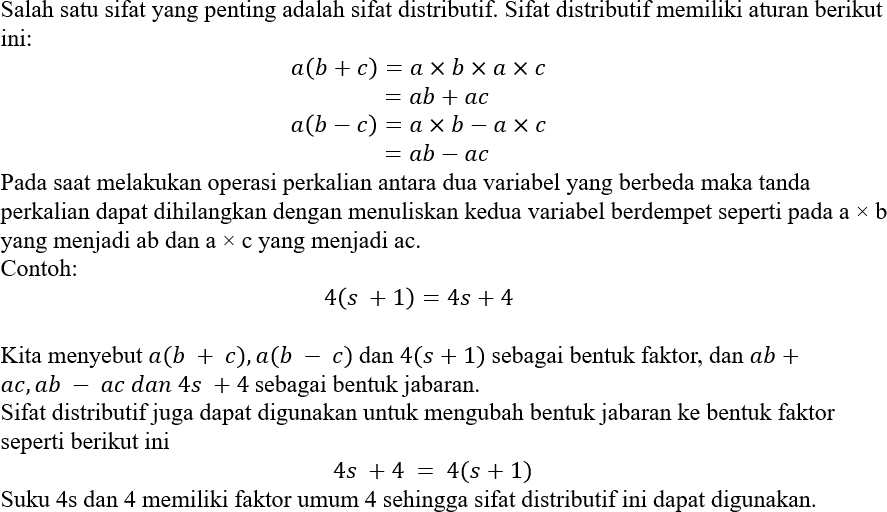 Salah satu sifat yang penting adalah sifat distributif. Sifat distributif memiliki aturan berikut
ini:
a(b + c) = a × b × a × c
= ab + ac
a(b − c) = a × b − a × c
= ab − ac
Pada saat melakukan operasi perkalian antara dua variabel yang berbeda maka tanda
perkalian dapat dihilangkan dengan menuliskan kedua variabel berdempet seperti pada a × b
yang menjadi ab dan a × c yang menjadi ac.
Contoh:
4(s + 1) = 4s + 4
Kita menyebut a(b + c), a(b − c) dan 4(s + 1) sebagai bentuk faktor, dan ab +
ac, ab − ac dan 4s + 4 sebagai bentuk jabaran.
Sifat distributif juga dapat digunakan untuk mengubah bentuk jabaran ke bentuk faktor
seperti berikut ini
4s + 4 = 4(s + 1)
Suku 4s dan 4 memiliki faktor umum 4 sehingga sifat distributif ini dapat digunakan.